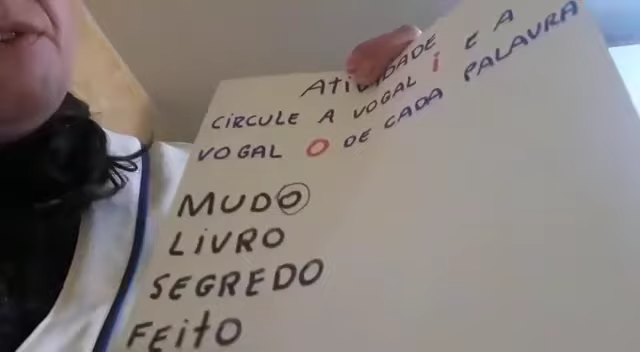 ATiVIDADE
CiRCULE A VOGAL i E A
VOGAL O DE CADA PALAVRA
MUDO
LiVRO
SEGREDO
FEito